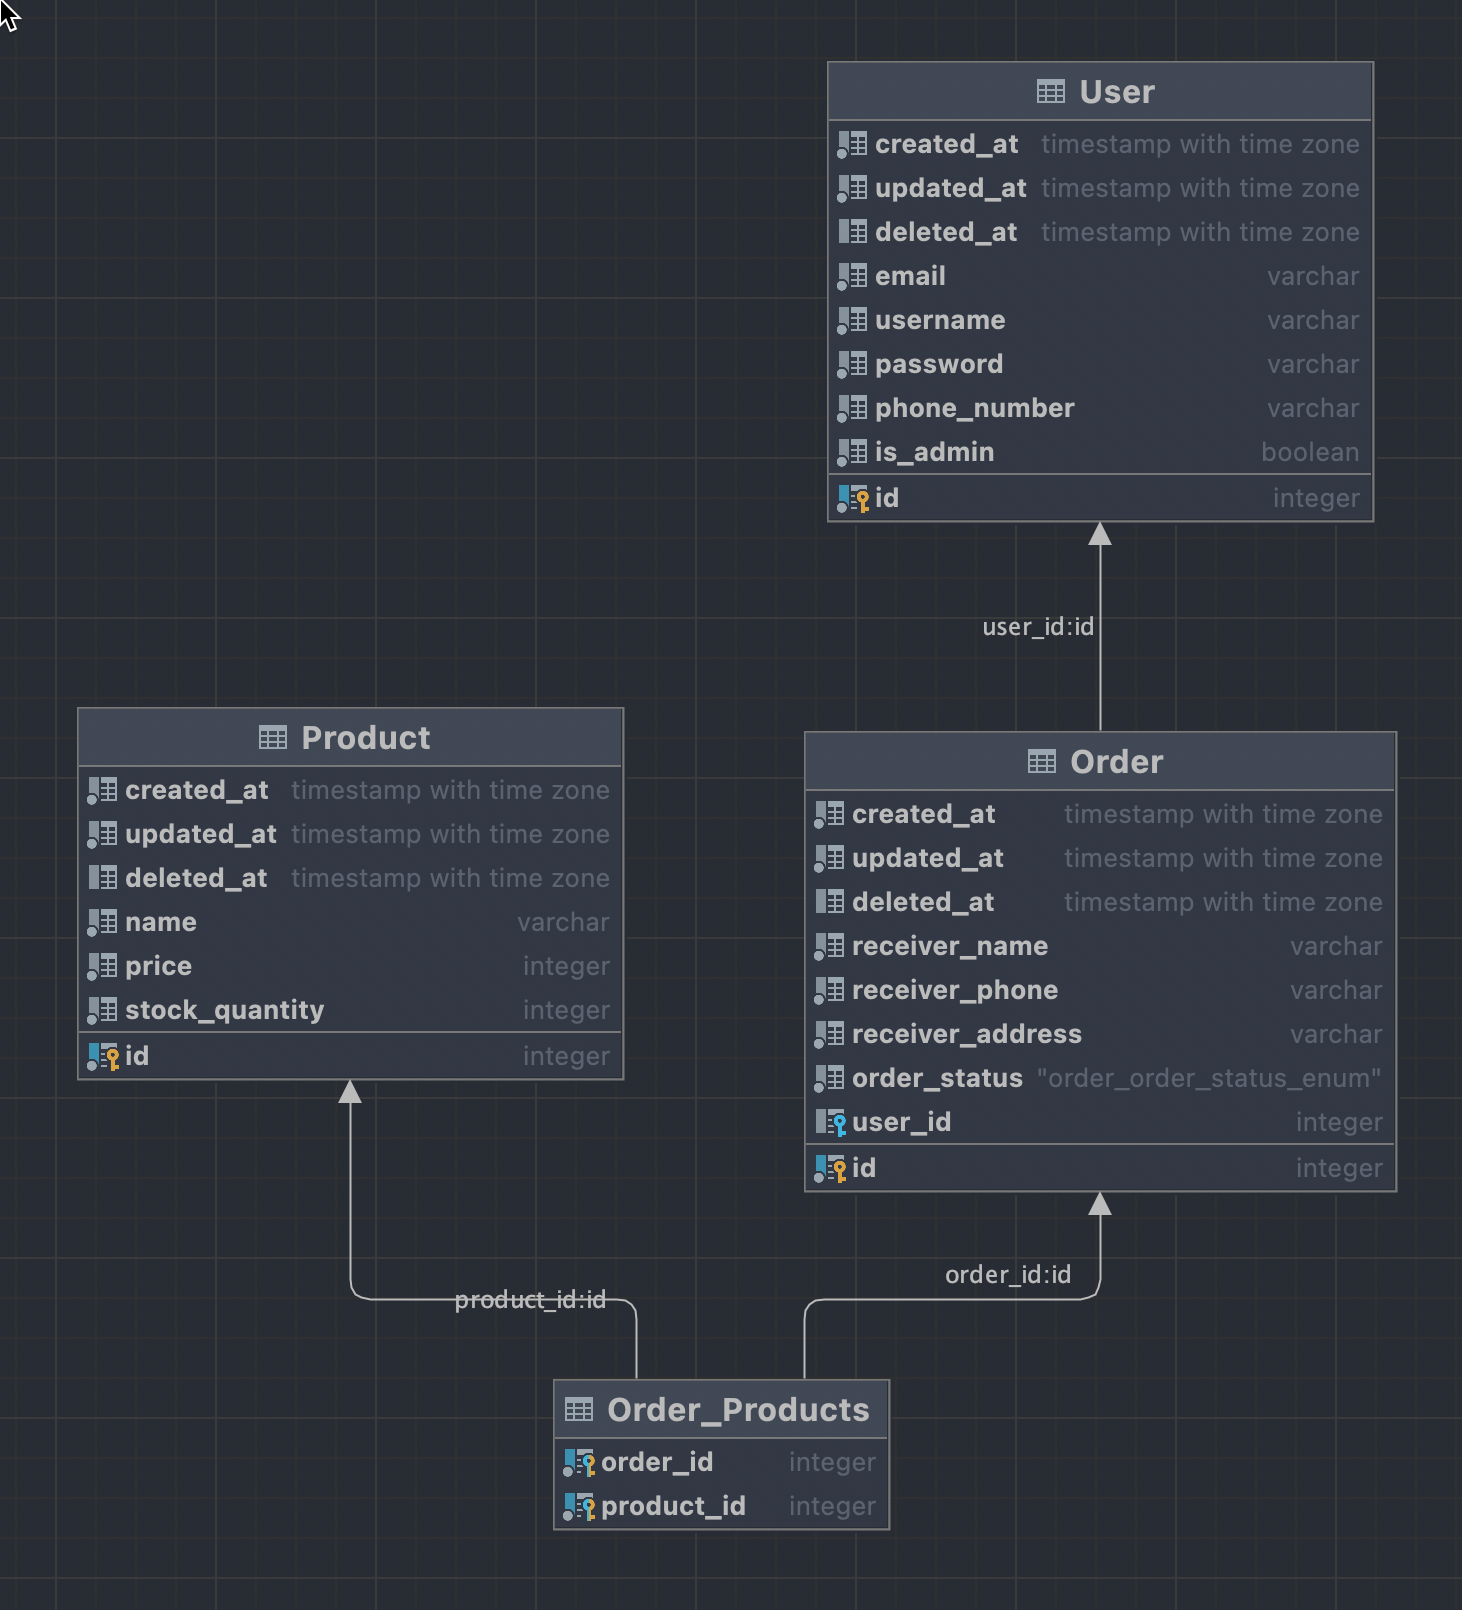 User
created_at timestamp with time zone
updated_at timestamp with time zone
deleted_at timestamp with time zone
email varchar
username varchar
password varchar
phone_number varchar
is_admin boolean
id integer
user_id:id
Product
created_at timestamp with time zone
updated_at timestamp with time zone
deleted_at timestamp with time zone
name varchar
price integer
stock_quantity integer
id integer
Order
created_at timestamp with time zone
updated_at timestamp with time zone
deleted_at timestamp with time zone
receiver_name varchar
receiver_phone varchar
receiver_address varchar
order_status "order_order_status_enum"
user_id integer
id integer
product_id:id
order_id:id
Order_Products
order_id integer
product_id integer